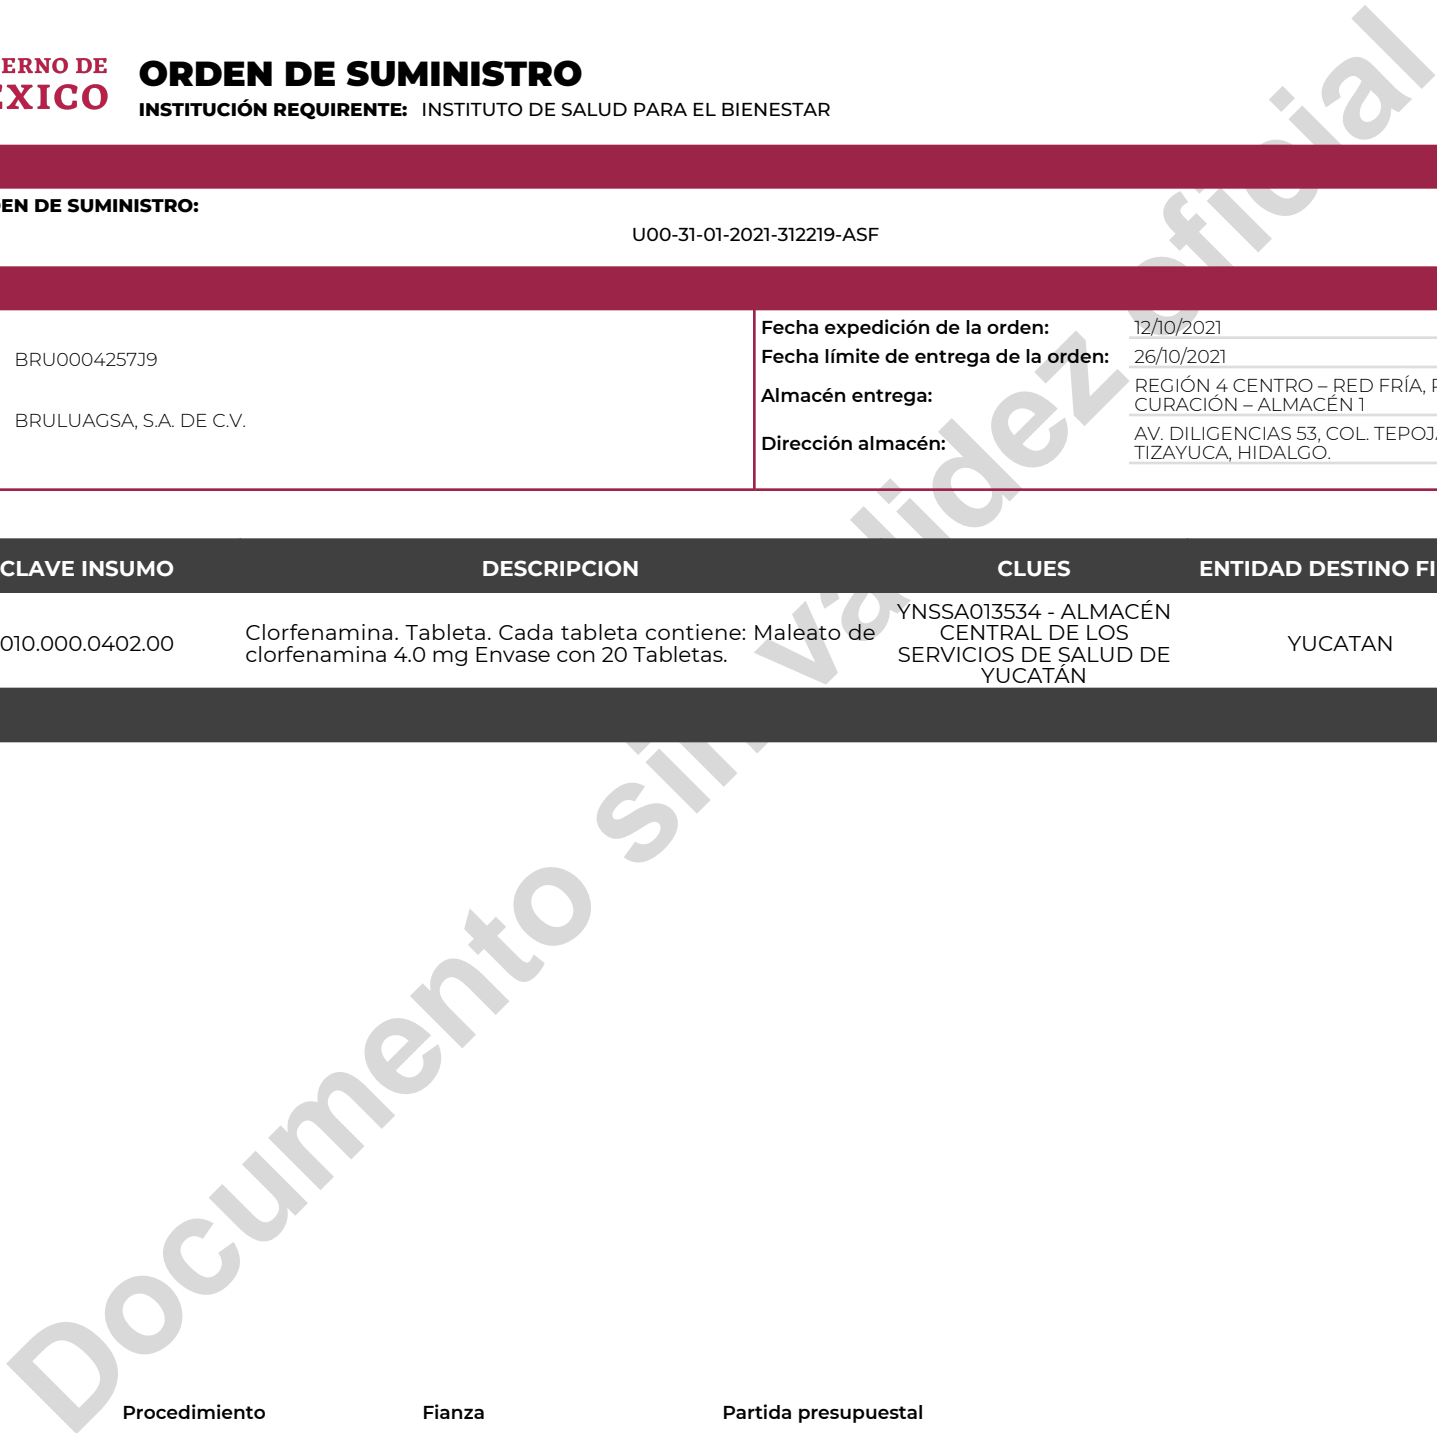 ERNO DE
ÉXICO
ORDEN DE SUMINISTRO
INSTITUCIÓN REQUIRENTE: INSTITUTO DE SALUD PARA EL BIENESTAR
EN DE SUMINISTRO:
U00-31-01-2021-312219-ASF
BRU0004257J9
BRULUAGSA, S.A. DE C.V.
Fecha expedición de la orden: 12/10/2021
Fecha límite de entrega de la orden: 26/10/2021
Almacén entrega: REGIÓN 4 CENTRO – RED FRÍA,
CURACIÓN – ALMACÉN 1
Dirección almacén: AV. DILIGENCIAS 53, COL. TEPOJ
TIZAYUCA, HIDALGO.
CLAVE INSUMO DESCRIPCION CLUES ENTIDAD DESTINO FI
010.000.0402.00
Clorfenamina. Tableta. Cada tableta contiene: Maleato de
clorfenamina 4.0 mg Envase con 20 Tabletas.
YNSSA013534 - ALMACÉN
CENTRAL DE LOS
SERVICIOS DE SALUD DE
YUCATÁN
YUCATAN
Documento sin validez oficial
Procedimiento Fianza Partida presupuestal